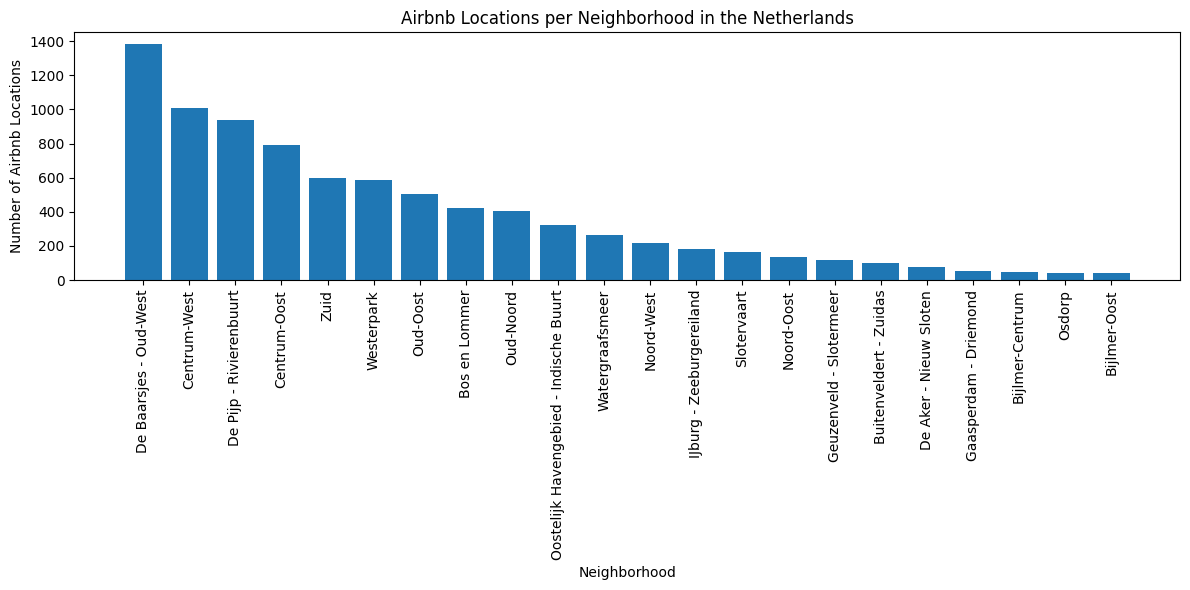 Airbnb Locations per Neighborhood in the Netherlands
Number of Airbnb Locations
1400
1200
1000
800
600
400
200
0
De Baarsjes - Oud-West
Centrum-West
De Pijp - Rivierenbuurt
Centrum-Oost
Zuid
Westerpark
Oud-Oost
Bos en Lommer
Oud-Noord
Oostelijk Havengebied - Indische Buurt
Watergraafsmeer
Noord-West
IJburg - Zeeburgereiland
Slotervaart
Noord-Oost
Geuzenveld - Slotermeer
Buitenveldert - Zuidas
De Aker - Nieuw Sloten
Gaasperdam - Driemond
Bijlmer-Centrum
Osdorp
Bijlmer-Oost
Neighborhood